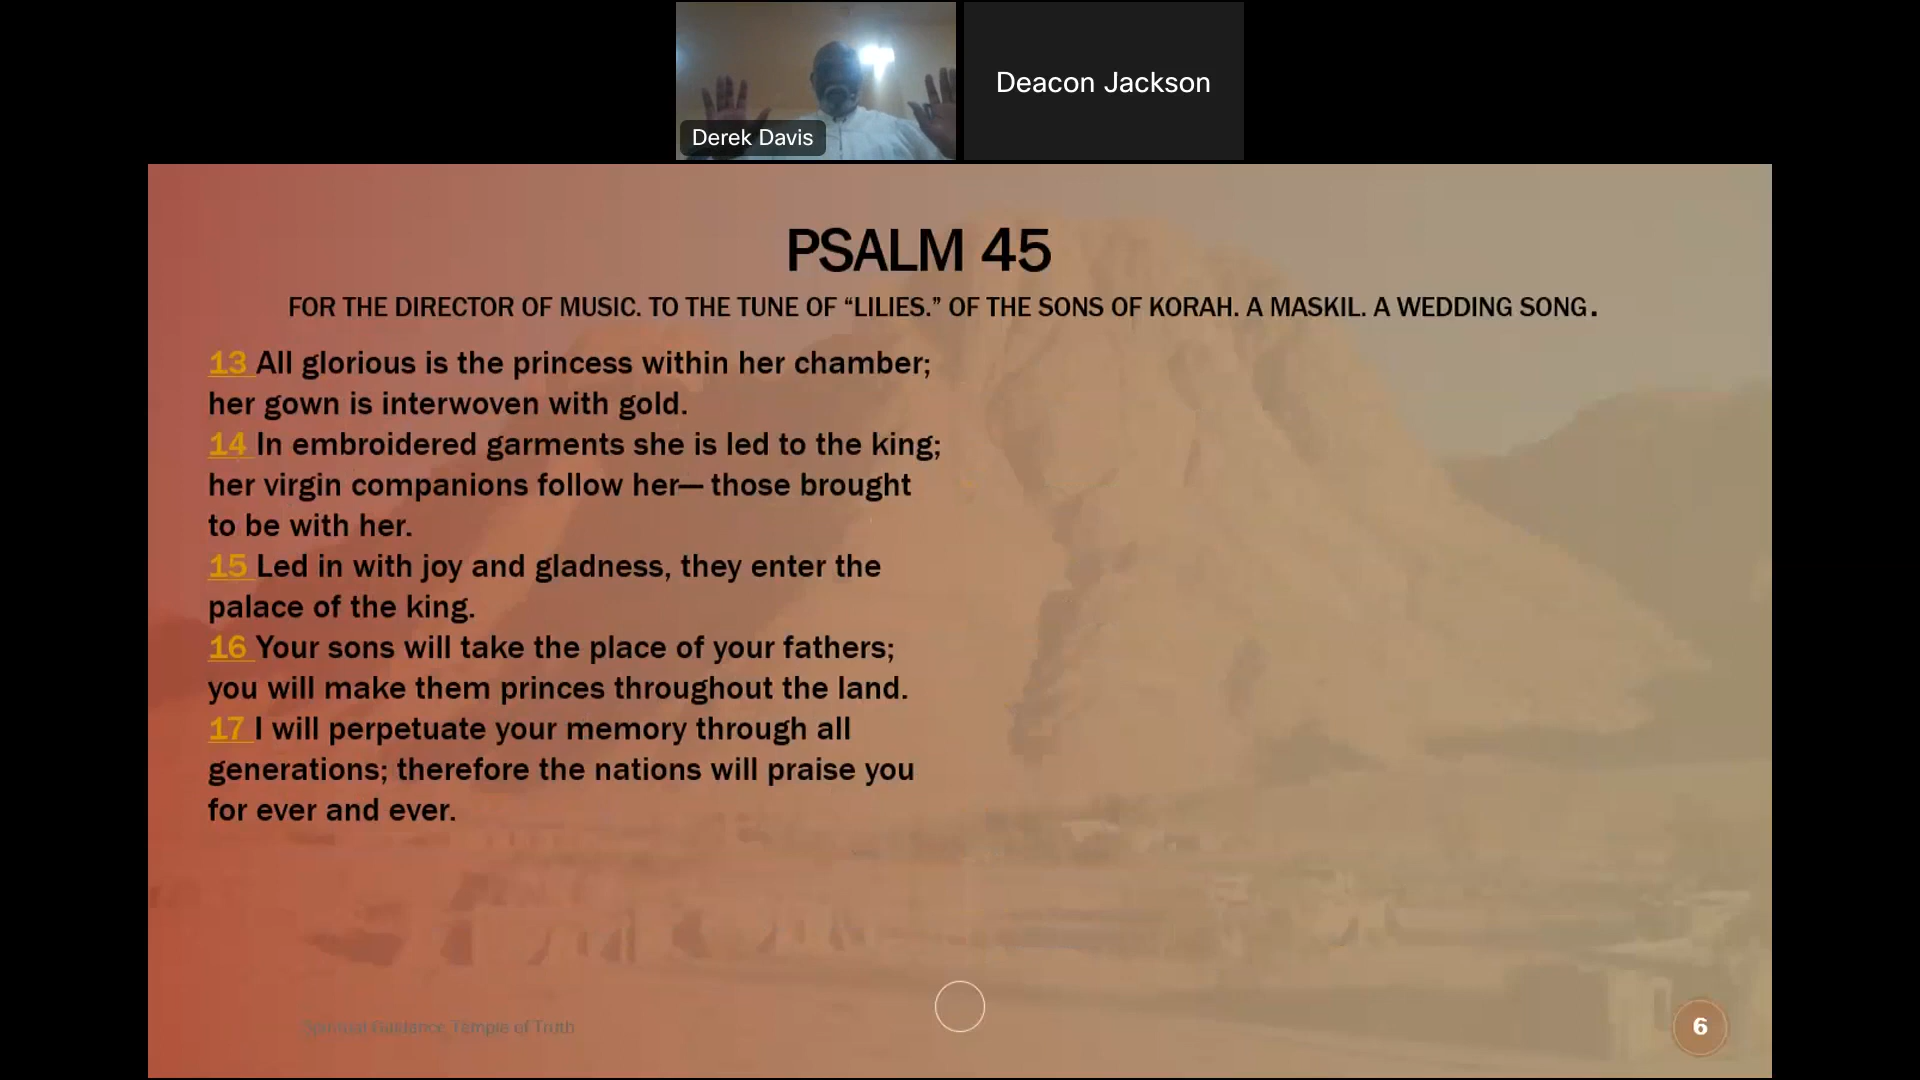 Derek Davis
Deacon Jackson
PSALM 45
FOR THE DIRECTOR OF MUSIC. TO THE TUNE OF “LILIES.” OF THE SONS OF KORAH. A MASKIL. A WEDDING SONG.
13 All glorious is the princess within her chamber;
her gown is interwoven with gold.
14 In embroidered garments she is led to the king;
her virgin companions follow her— those brought
to be with her.
15 Led in with joy and gladness, they enter the
palace of the king.
16 Your sons will take the place of your fathers;
you will make them princes throughout the land.
17 I will perpetuate your memory through all
generations; therefore the nations will praise you
for ever and ever.
Spiritual Guidance Temple of Truth
6